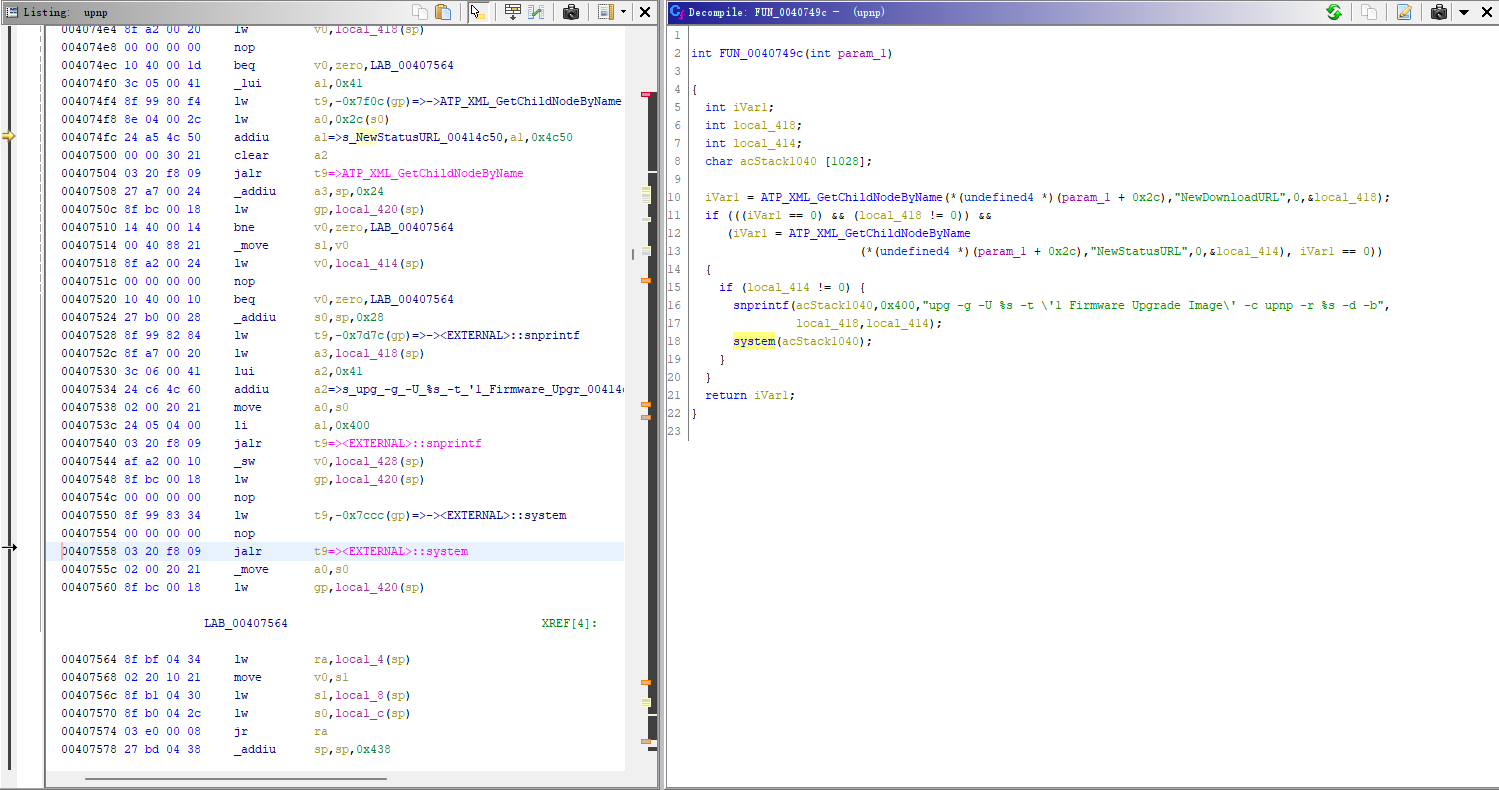 Listing: upnp
004074e4 8f a2 00 20 lw v0,local_418(sp)
004074e8 00 00 00 00 nop
004074ec 10 40 00 1d beq v0,zero,LAB_00407564
004074f0 3c 05 00 41 _lui a1,0x41
004074f4 8f 99 80 f4 lw t9,-0x7f0c(gp)=>->ATP_XML_GetChildNodeByName
004074f8 8e 04 00 2c lw a0,0x2c(s0)
004074fc 24 a5 4c 50 addiu a1=>s_NewStatusURL_00414c50,a1,0x4c50
00407500 00 00 30 21 clear a2
00407504 03 20 f8 09 jalr t9=>ATP_XML_GetChildNodeByName
00407508 27 a7 00 24 _addiu a3,sp,0x24
0040750c 8f bc 00 18 lw gp,local_420(sp)
00407510 14 40 00 14 bne v0,zero,LAB_00407564
00407514 00 40 88 21 _move s1,v0
00407518 8f a2 00 24 lw v0,local_414(sp)
0040751c 00 00 00 00 nop
00407520 10 40 00 10 beq v0,zero,LAB_00407564
00407524 27 b0 00 28 _addiu s0,sp,0x28
00407528 8f 99 82 84 lw t9,-0x7d7c(gp)=>-><EXTERNAL>::snprintf
0040752c 8f a7 00 20 lw a3,local_418(sp)
00407530 3c 06 00 41 lui a2,0x41
00407534 24 c6 4c 60 addiu a2=>s_upg_-g_-U_%s_-t_'1_Firmware_Upgr_00414c
00407538 02 00 20 21 move a0,s0
0040753c 24 05 04 00 li a1,0x400
00407540 03 20 f8 09 jalr t9=><EXTERNAL>::snprintf
00407544 af a2 00 10 _sw v0,local_428(sp)
00407548 8f bc 00 18 lw gp,local_420(sp)
0040754c 00 00 00 00 nop
00407550 8f 99 83 34 lw t9,-0x7ccc(gp)=>-><EXTERNAL>::system
00407554 00 00 00 00 nop
00407558 03 20 f8 09 jalr t9=><EXTERNAL>::system
0040755c 02 00 20 21 _move a0,s0
00407560 8f bc 00 18 lw gp,local_420(sp)
LAB_00407564 XREF[4]:
00407564 8f bf 04 34 lw ra,local_4(sp)
00407568 02 20 10 21 move v0,s1
0040756c 8f b1 04 30 lw s1,local_8(sp)
00407570 8f b0 04 2c lw s0,local_c(sp)
00407574 03 e0 00 08 jr ra
00407578 27 bd 04 38 _addiu sp,sp,0x438
Decompile: FUN_0040749c - (upnp)
1
2 int FUN_0040749c(int param_1)
3
4 {
5 int iVar1;
6 int local_418;
7 int local_414;
8 char acStack1040 [1028];
9
10 iVar1 = ATP_XML_GetChildNodeByName(*(undefined4 *)(param_1 + 0x2c),"NewDownloadURL",0,&local_418);
11 if (((iVar1 == 0) && (local_418 != 0)) &&
12 (iVar1 = ATP_XML_GetChildNodeByName
13 (*(undefined4 *)(param_1 + 0x2c),"NewStatusURL",0,&local_414), iVar1 == 0))
14 {
15 if (local_414 != 0) {
16 snprintf(acStack1040,0x400,"upg -g -U %s -t \'1 Firmware Upgrade Image\' -c upnp -r %s -d -b",
17 local_418,local_414);
18 system(acStack1040);
19 }
20 }
21 return iVar1;
22 }
23